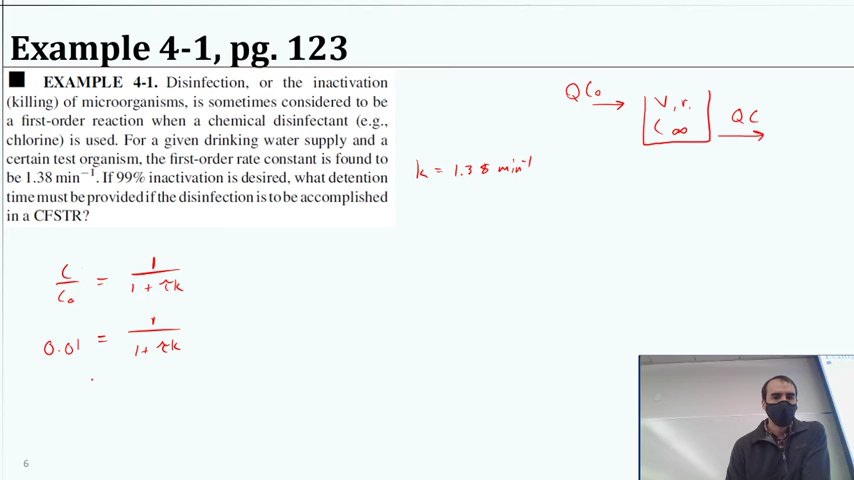 Example 4-1, pg. 123
EXAMPLE 4-1. Disinfection, or the inactivation
(killing) of microorganisms, is sometimes considered to be
a first-order reaction when a chemical disinfectant (e.g.,
chlorine) is used. For a given drinking water supply and a
certain test organism, the first-order rate constant is found to
be 1.38 min⁻¹. If 99% inactivation is desired, what detention
time must be provided if the disinfection is to be accomplished
in a CFSTR?
QC₀
V, r.
C ∞
QC
k = 1.38 min⁻¹
C/C₀ = 1/(1 + τk)
0.01 = 1/(1 + τk)
6